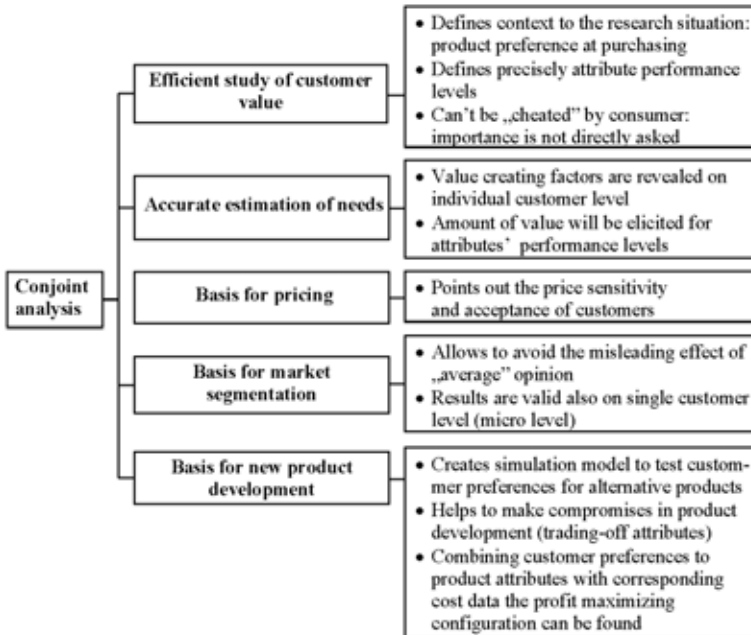 Conjoint
analysis
Efficient study of customer
value
• Defines context to the research situation:
product preference at purchasing
• Defines precisely attribute performance
levels
• Can't be „cheated” by consumer:
importance is not directly asked
Accurate estimation of needs
• Value creating factors are revealed on
individual customer level
• Amount of value will be elicited for
attributes’ performance levels
Basis for pricing
• Points out the price sensitivity
and acceptance of customers
Basis for market
segmentation
• Allows to avoid the misleading effect of
„average” opinion
• Results are valid also on single customer
level (micro level)
Basis for new product
development
• Creates simulation model to test custom-
mer preferences for alternative products
• Helps to make compromises in product
development (trading-off attributes)
• Combining customer preferences to
product attributes with corresponding
cost data the profit maximizing
configuration can be found